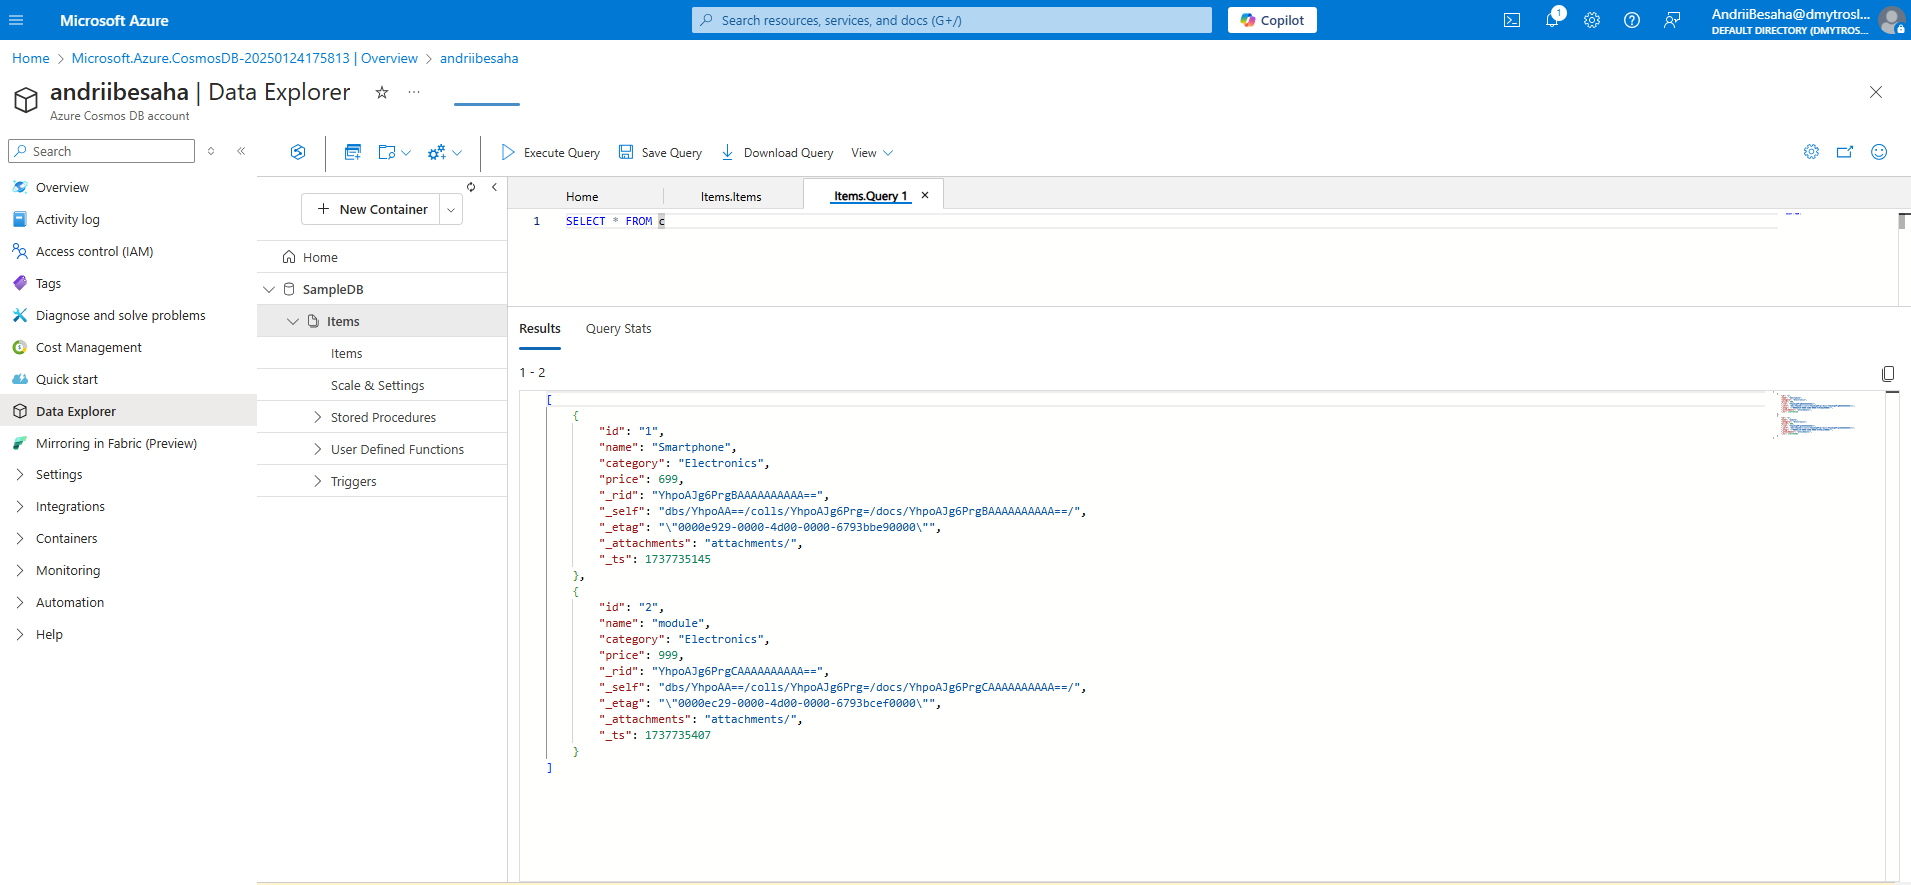 Microsoft Azure
Search resources, services, and docs (G+/)
Copilot
1
AndriiBesaha@dmytrosl...
DEFAULT DIRECTORY (DMYTROS...
Home > Microsoft.Azure.CosmosDB-20250124175813 | Overview > andriibesaha
andriibesaha | Data Explorer
Azure Cosmos DB account
Search
Execute Query
Save Query
Download Query
View
Overview
Activity log
Access control (IAM)
Tags
Diagnose and solve problems
Cost Management
Quick start
Data Explorer
Mirroring in Fabric (Preview)
Settings
Integrations
Containers
Monitoring
Automation
Help
New Container
Home
SampleDB
Items
Items
Scale & Settings
Stored Procedures
User Defined Functions
Triggers
Home
Items.Items
Items.Query 1
1 SELECT * FROM c
Results
Query Stats
1 - 2
[
{
"id": "1",
"name": "Smartphone",
"category": "Electronics",
"price": 699,
"_rid": "YhpoAJg6PrgBAAAAAAAAAA==",
"_self": "dbs/YhpoAA==/colls/YhpoAJg6Prg=/docs/YhpoAJg6PrgBAAAAAAAAAA==/",
"_etag": "\"0000e929-0000-4d00-0000-6793bbe90000\"",
"_attachments": "attachments/",
"_ts": 1737735145
},
{
"id": "2",
"name": "module",
"category": "Electronics",
"price": 999,
"_rid": "YhpoAJg6PrgCAAAAAAAAAA==",
"_self": "dbs/YhpoAA==/colls/YhpoAJg6Prg=/docs/YhpoAJg6PrgCAAAAAAAAAA==/",
"_etag": "\"0000ec29-0000-4d00-0000-6793bcef0000\"",
"_attachments": "attachments/",
"_ts": 1737735407
}
]